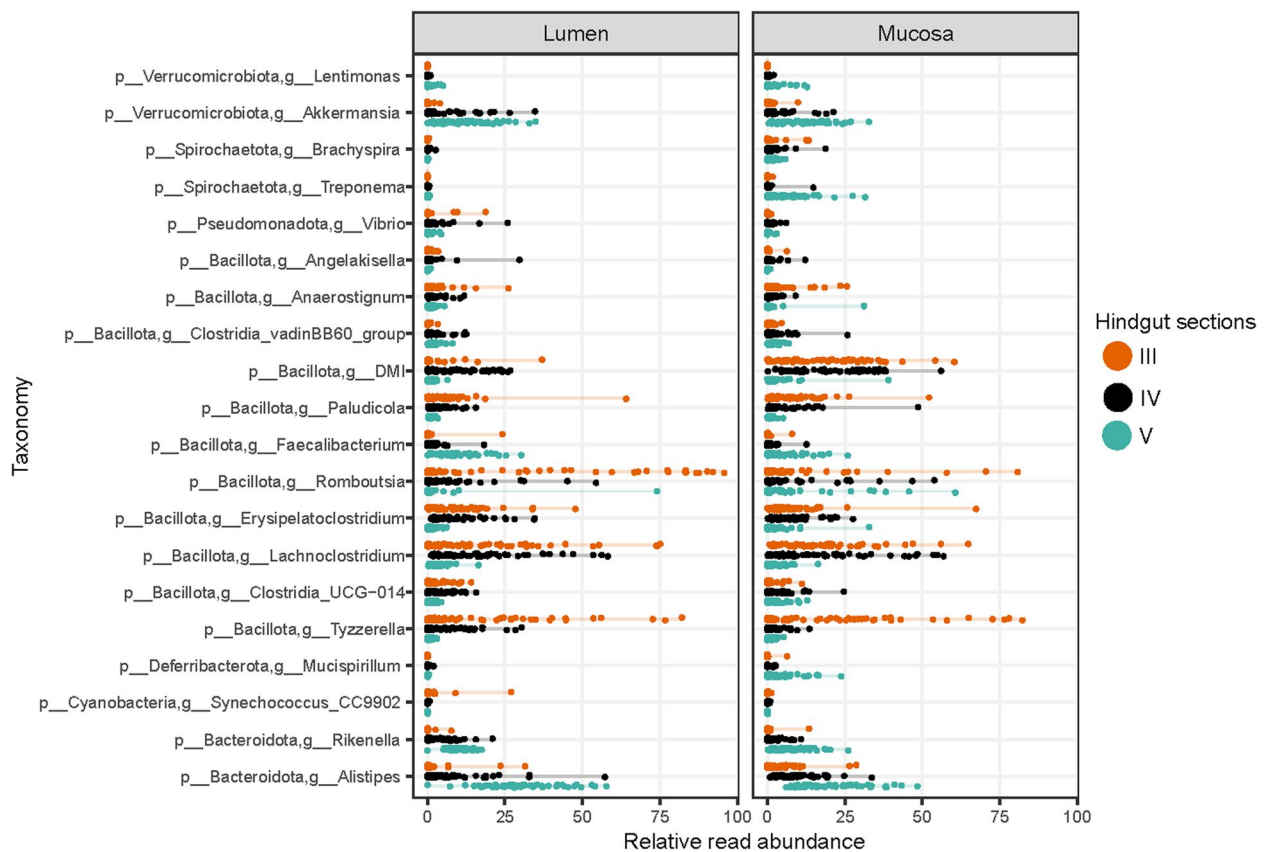 Lumen
Mucosa
p__Verrucomicrobiota,g__Lentimonas
p__Verrucomicrobiota,g__Akkermansia
p__Spirochaetota,g__Brachyspira
p__Spirochaetota,g__Treponema
p__Pseudomonadota,g__Vibrio
p__Bacillota,g__Angelakisella
p__Bacillota,g__Anaerostignum
p__Bacillota,g__Clostridia_vadinBB60_group
p__Bacillota,g__DMI
p__Bacillota,g__Paludicola
p__Bacillota,g__Faecalibacterium
p__Bacillota,g__Romboutsia
p__Bacillota,g__Erysipelatoclostridium
p__Bacillota,g__Lachnoclostridium
p__Bacillota,g__Clostridia_UCG−014
p__Bacillota,g__Tyzzerella
p__Deferribacterota,g__Mucispirillum
p__Cyanobacteria,g__Synechococcus_CC9902
p__Bacteroidota,g__Rikenella
p__Bacteroidota,g__Alistipes
Taxonomy
0 25 50 75 100
0 25 50 75 100
Relative read abundance
Hindgut sections
III
IV
V